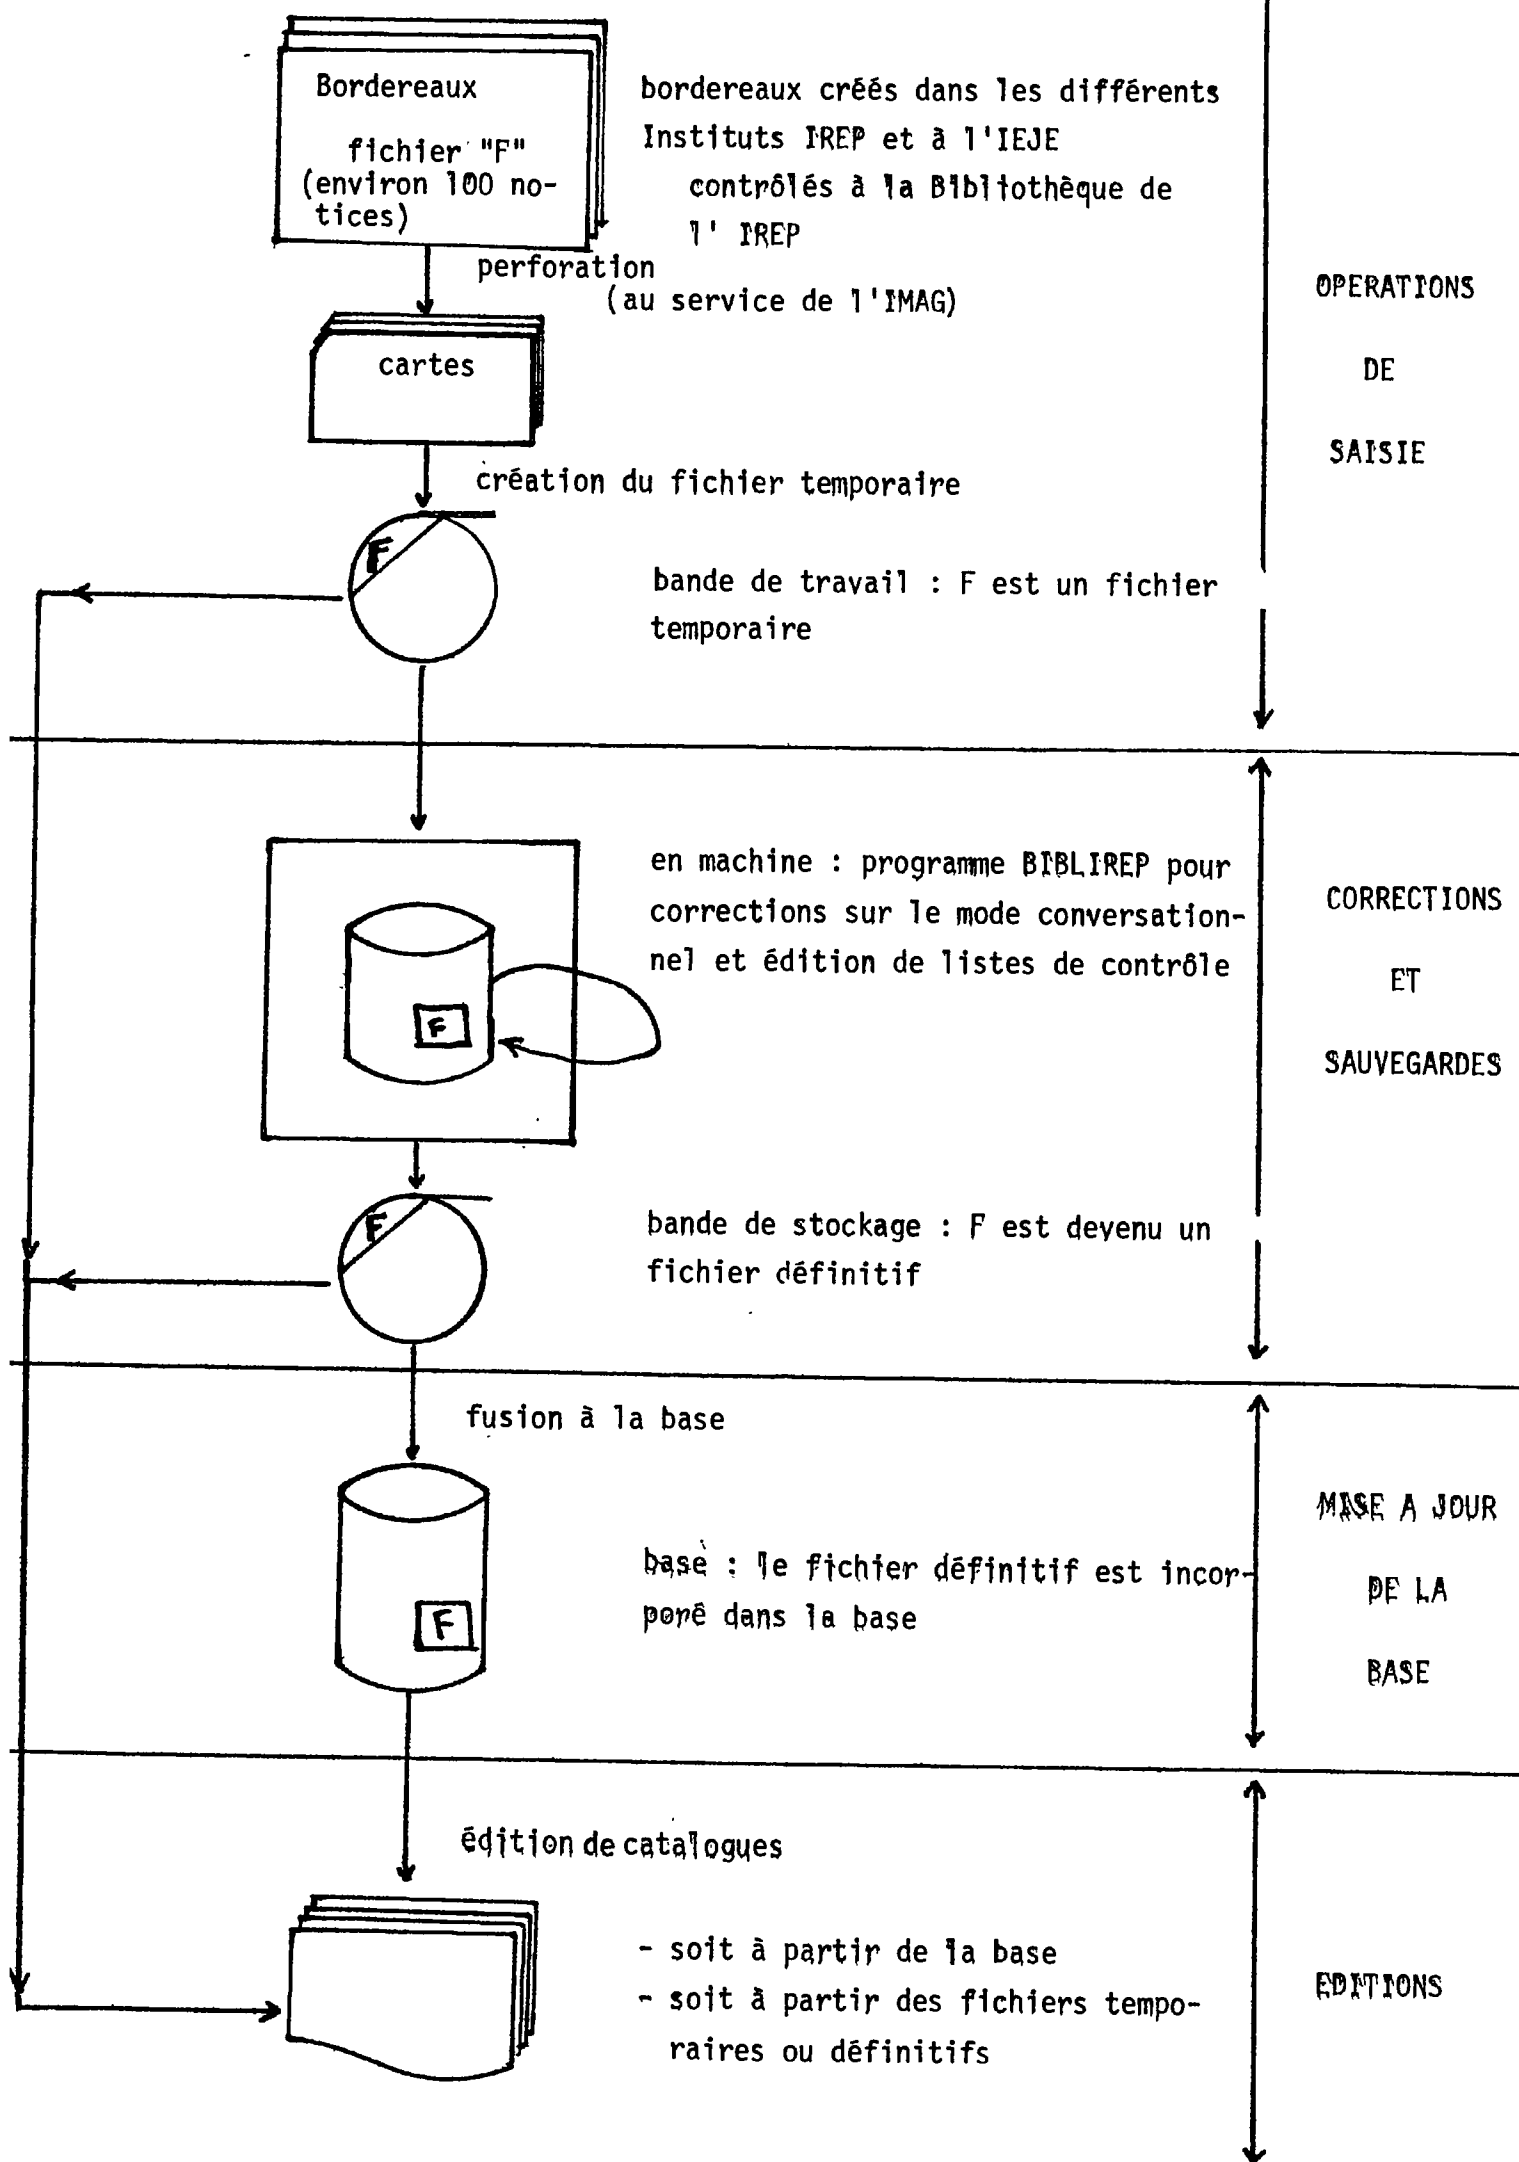 Bordereaux
fichier "F"
(environ 100 no-
tices)
bordereaux créés dans les différents
Instituts IREP et à l'IEJE
contrôlés à la Bibliothèque de
l' IREP
perforation
(au service de l'IMAG)
cartes
création du fichier temporaire
F
bande de travail : F est un fichier
temporaire
OPERATIONS
DE
SAISIE
en machine : programme BIBLIREP pour
corrections sur le mode conversation-
nel et édition de listes de contrôle
F
F
bande de stockage : F est devenu un
fichier définitif
CORRECTIONS
ET
SAUVEGARDES
fusion à la base
base : le fichier définitif est incor-
poré dans la base
F
MISE A JOUR
DE LA
BASE
édition de catalogues
- soit à partir de la base
- soit à partir des fichiers tempo-
raires ou définitifs
EDITIONS